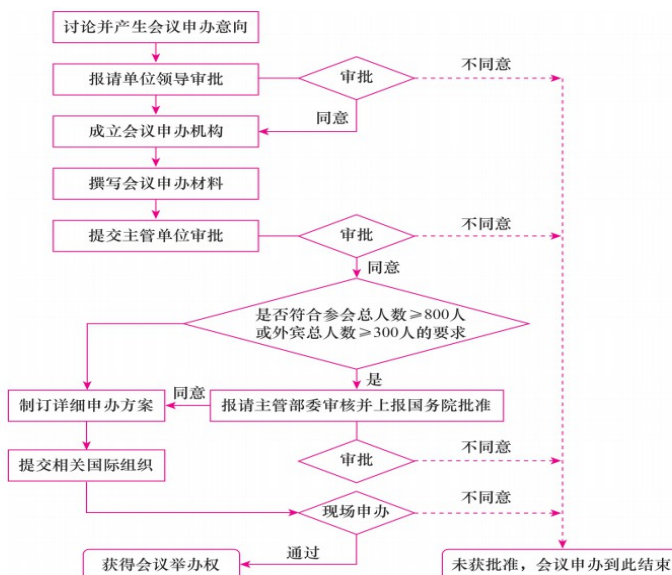 讨论并产生会议申办意向
报请单位领导审批
审批
不同意
同意
成立会议申办机构
撰写会议申办材料
提交主管单位审批
审批
不同意
同意
是否符合参会总人数≥800人
或外宾总人数≥300人的要求
是
制订详细申办方案
同意
报请主管部委审核并上报国务院批准
提交相关国际组织
审批
不同意
现场申办
不同意
通过
获得会议举办权
未获批准，会议申办到此结束